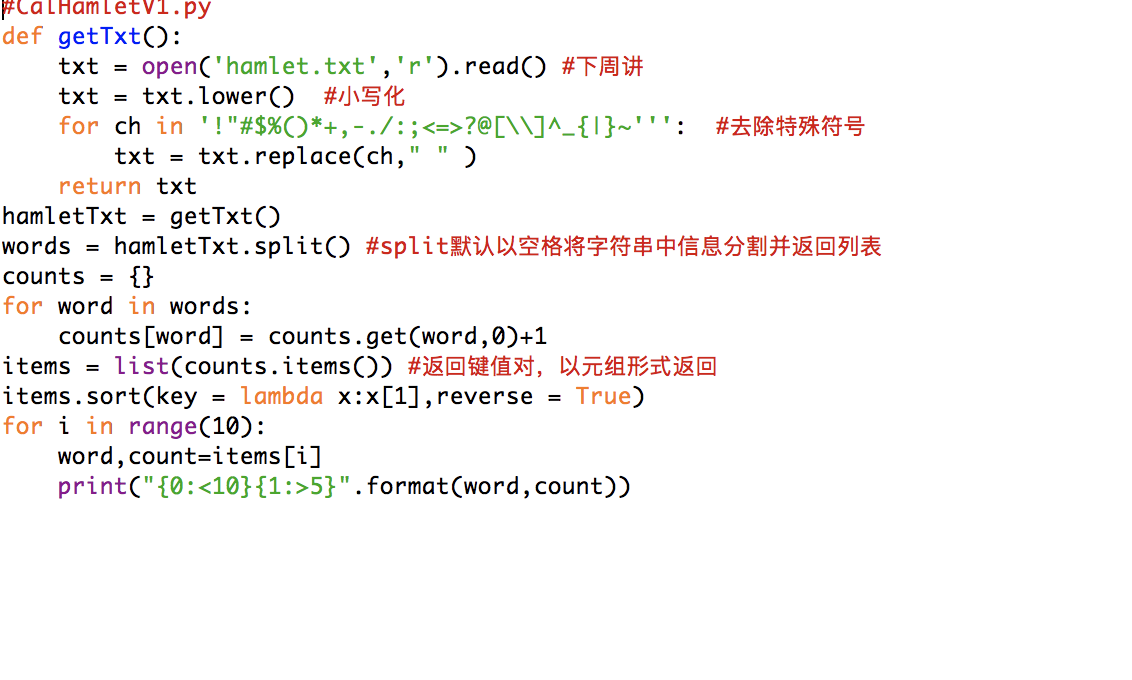 #CalHamletV1.py
def getTxt():
    txt = open('hamlet.txt','r').read() #下周讲
    txt = txt.lower()  #小写化
    for ch in '!"#$%()*+,-./:;<=>?@[\\]^_{|}~''':  #去除特殊符号
        txt = txt.replace(ch," " )
    return txt
hamletTxt = getTxt()
words = hamletTxt.split() #split默认以空格将字符串中信息分割并返回列表
counts = {}
for word in words:
    counts[word] = counts.get(word,0)+1
items = list(counts.items()) #返回键值对，以元组形式返回
items.sort(key = lambda x:x[1],reverse = True)
for i in range(10):
    word,count=items[i]
    print("{0:<10}{1:>5}".format(word,count))